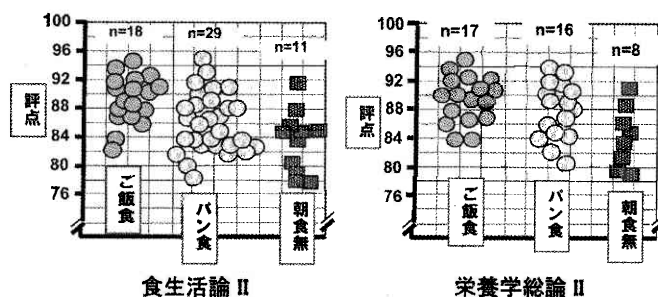 100
96
92
88
84
80
76
評点
n=18
n=29
n=11
ご飯食
パン食
朝食無
食生活論 II
100
96
92
88
84
80
76
評点
n=17
n=16
n=8
ご飯食
パン食
朝食無
栄養学総論 II